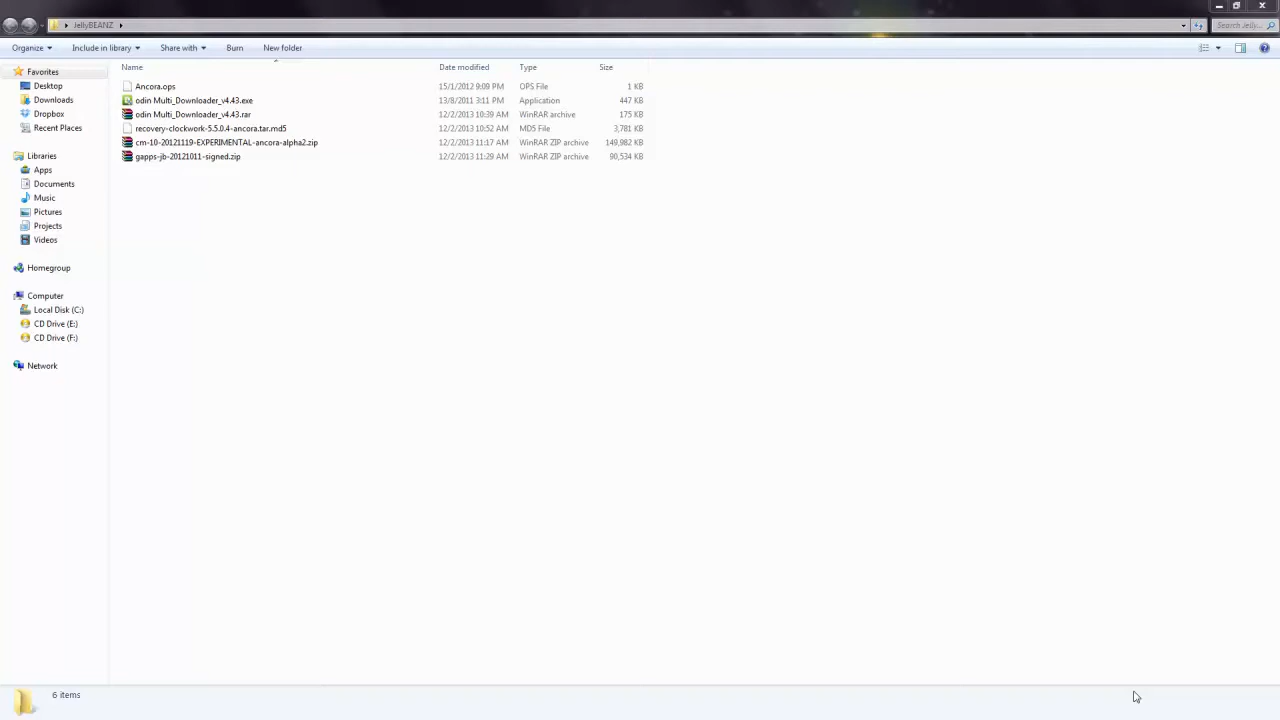 JellyBEANZ
Search Jelly...
Organize
Include in library
Share with
Burn
New folder
Name
Date modified
Type
Size
Favorites
Desktop
Downloads
Dropbox
Recent Places
Libraries
Apps
Documents
Music
Pictures
Projects
Videos
Homegroup
Computer
Local Disk (C:)
CD Drive (E:)
CD Drive (F:)
Network
Ancora.ops 15/1/2012 9:09 PM OPS File 1 KB
odin Multi_Downloader_v4.43.exe 13/8/2011 3:11 PM Application 447 KB
odin Multi_Downloader_v4.43.rar 12/2/2013 10:39 AM WinRAR archive 175 KB
recovery-clockwork-5.5.0.4-ancora.tar.md5 12/2/2013 10:52 AM MD5 File 3,781 KB
cm-10-20121119-EXPERIMENTAL-ancora-alpha2.zip 12/2/2013 11:17 AM WinRAR ZIP archive 149,982 KB
gapps-jb-20121011-signed.zip 12/2/2013 11:29 AM WinRAR ZIP archive 90,534 KB
6 items